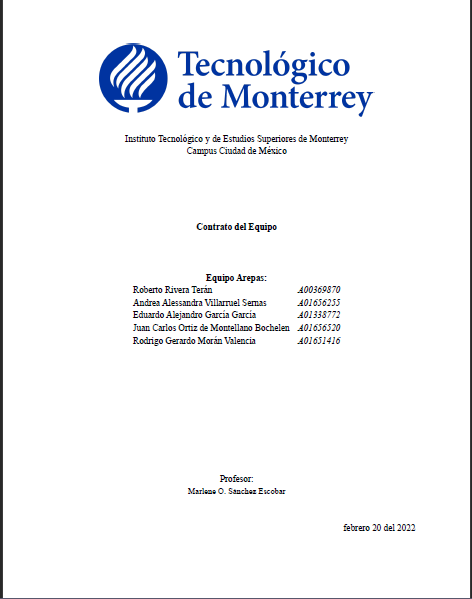 Tecnológico
de Monterrey
Instituto Tecnológico y de Estudios Superiores de Monterrey
Campus Ciudad de México
Contrato del Equipo
Equipo Arepas:
Roberto Rivera Terán A00369870
Andrea Alessandra Villarruel Sernas A01656255
Eduardo Alejandro García García A01338772
Juan Carlos Ortiz de Montellano Bochelen A01656520
Rodrigo Gerardo Morán Valencia A01651416
Profesor:
Marlene O. Sánchez Escobar
febrero 20 del 2022